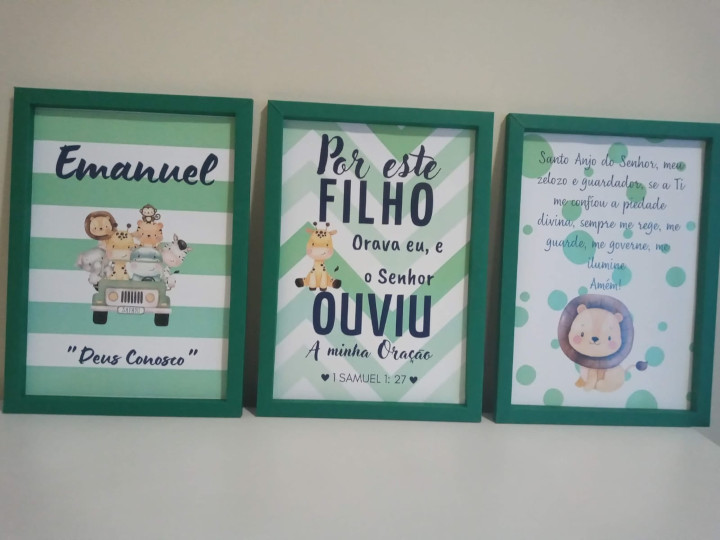 Emanuel
"Deus Conosco"
Por este
FILHO
Orava eu, e
o Senhor
OUVIU
A minha Oração
1 SAMUEL 1: 27
Santo Anjo do Senhor, meu
zelozo e guardador, se a Ti
me confiou a piedade
divina, sempre me rege, me
guarde, me governe, me
ilumine
Amém!